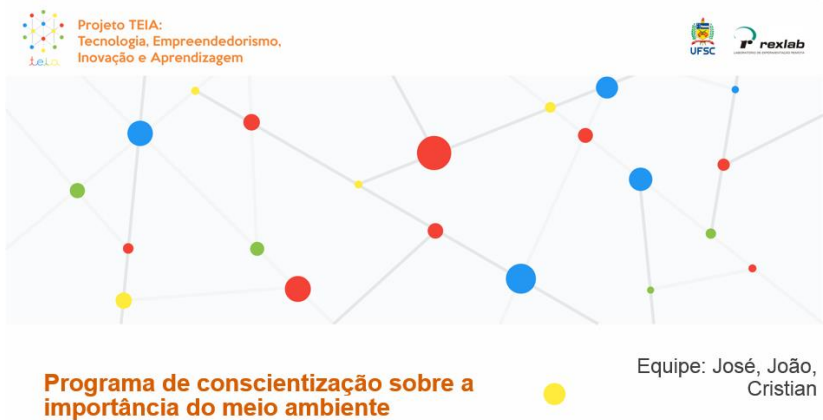 Projeto TEIA:
Tecnologia, Empreendedorismo,
Inovação e Aprendizagem
teia
UFSC
rexlab
Programa de conscientização sobre a
importância do meio ambiente
Equipe: José, João,
Cristian